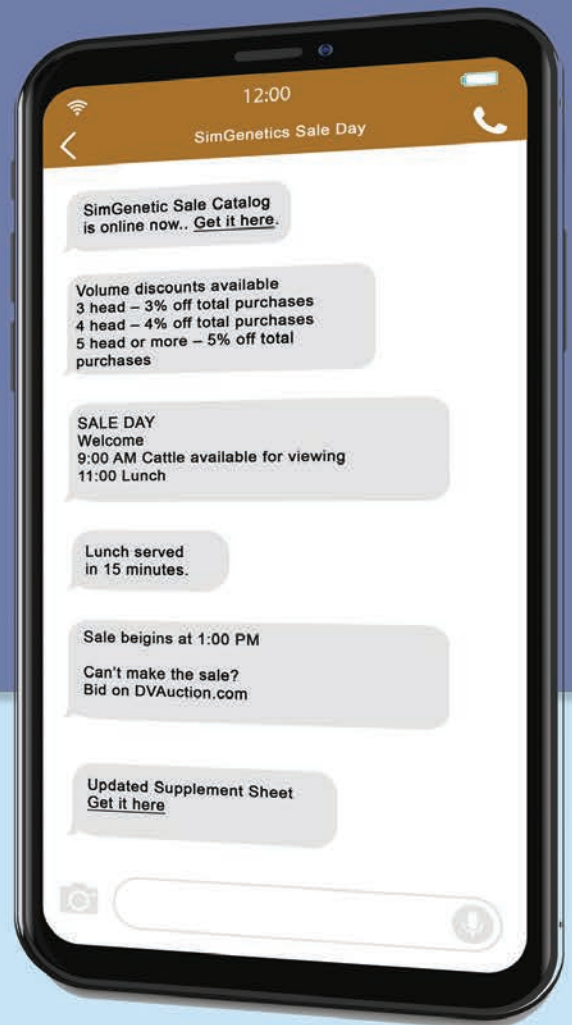 12:00
SimGenetics Sale Day
SimGenetic Sale Catalog
is online now.. Get it here.
Volume discounts available
3 head – 3% off total purchases
4 head – 4% off total purchases
5 head or more – 5% off total
purchases
SALE DAY
Welcome
9:00 AM Cattle available for viewing
11:00 Lunch
Lunch served
in 15 minutes.
Sale beigins at 1:00 PM
Can't make the sale?
Bid on DVAuction.com
Updated Supplement Sheet
Get it here